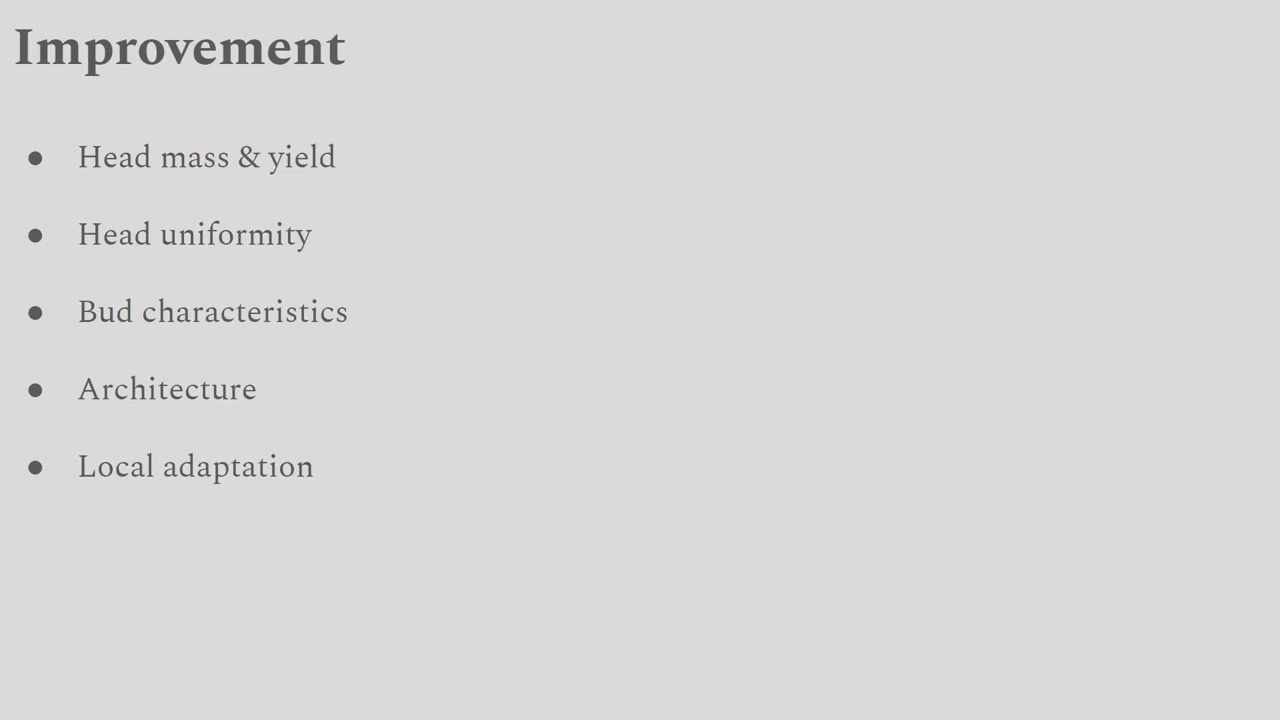 Improvement
● Head mass & yield
● Head uniformity
● Bud characteristics
● Architecture
● Local adaptation